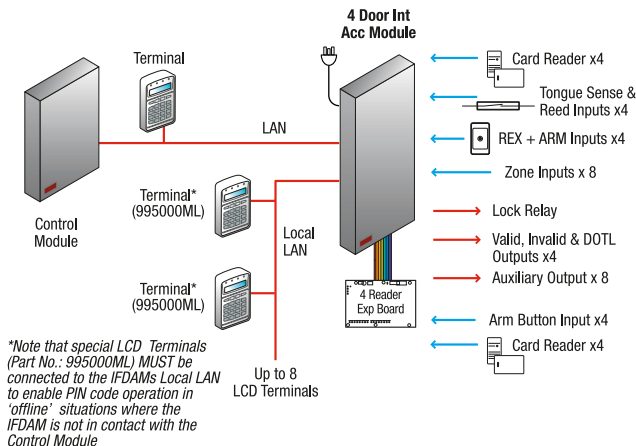 4 Door Int
Acc Module
Terminal
Card Reader x4
Tongue Sense &
Reed Inputs x4
LAN
REX + ARM Inputs x4
Zone Inputs x 8
Terminal*
(995000ML)
Control
Module
Local
LAN
Lock Relay
Valid, Invalid & DOTL
Outputs x4
Auxiliary Output x 8
Terminal*
(995000ML)
4 Reader
Exp Board
Arm Button Input x4
Card Reader x4
*Note that special LCD Terminals
(Part No.: 995000ML) MUST be
connected to the IFDAMs Local LAN
to enable PIN code operation in
'offline' situations where the
IFDAM is not in contact with the
Control Module
Up to 8
LCD Terminals